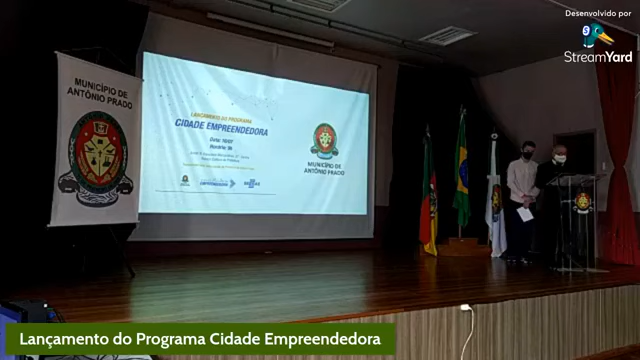 Desenvolvido por
StreamYard
MUNICÍPIO DE
ANTÔNIO PRADO
LANÇAMENTO DO PROGRAMA
CIDADE EMPREENDEDORA
MUNICÍPIO DE
ANTÔNIO PRADO
Lançamento do Programa Cidade Empreendedora